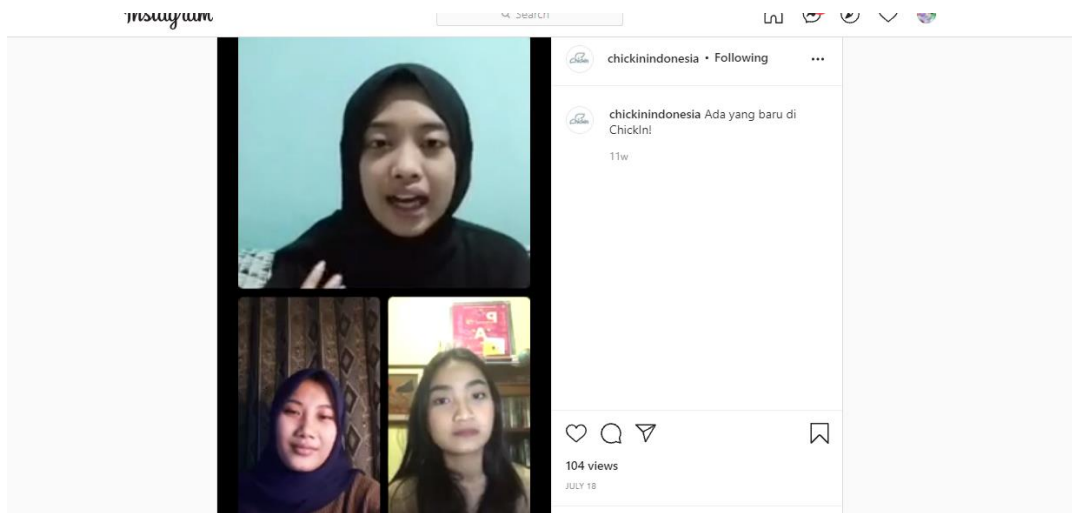 Instagram
Search
chickinindonesia • Following
chickinindonesia Ada yang baru di
ChickIn!
11w
104 views
JULY 18